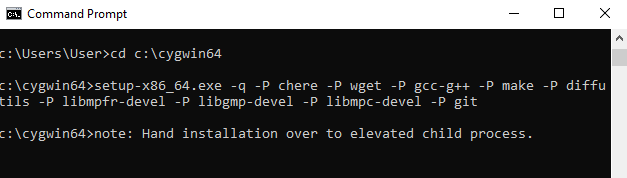 Command Prompt
c:\Users\User>cd c:\cygwin64
c:\cygwin64>setup-x86_64.exe -q -P chere -P wget -P gcc-g++ -P make -P diffu
tils -P libmpfr-devel -P libgmp-devel -P libmpc-devel -P git
c:\cygwin64>note: Hand installation over to elevated child process.